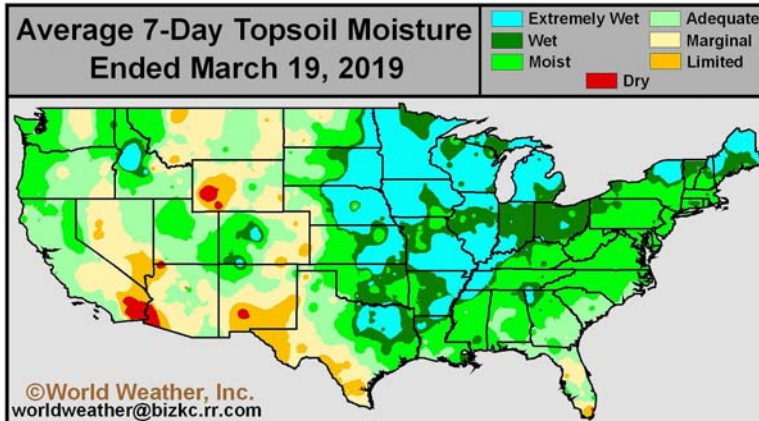 Average 7-Day Topsoil Moisture
Ended March 19, 2019
Extremely Wet
Adequate
Wet
Marginal
Moist
Limited
Dry
©World Weather, Inc.
worldweather@bizkc.rr.com